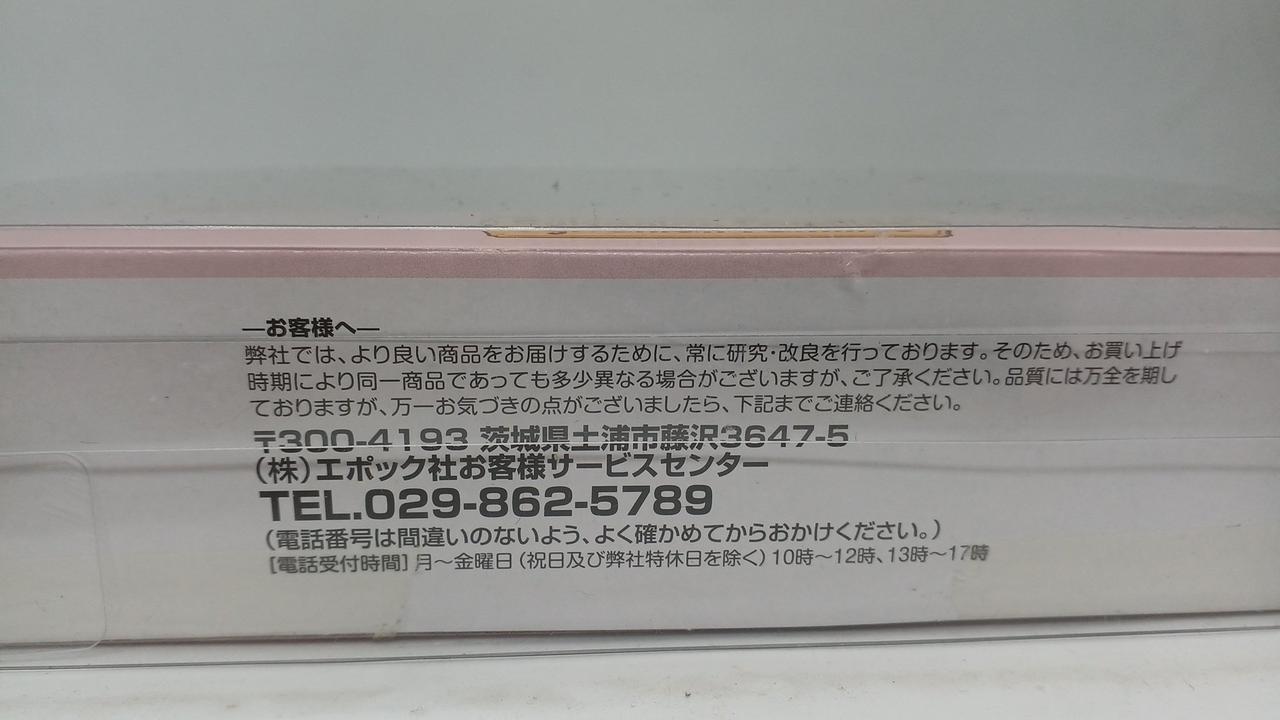 ―お客様へ―
弊社では、より良い商品をお届けするために、常に研究・改良を行っております。そのため、お買い上げ
時期により同一商品であっても多少異なる場合がございますが、ご了承ください。品質には万全を期し
ておりますが、万一お気づきの点がございましたら、下記までご連絡ください。
〒300-4193 茨城県土浦市藤沢3647-5
（株）エポック社お客様サービスセンター
TEL.029-862-5789
（電話番号は間違いのないよう、よく確かめてからおかけください。）
［電話受付時間］月〜金曜日（祝日及び弊社特休日を除く）10時〜12時、13時〜17時